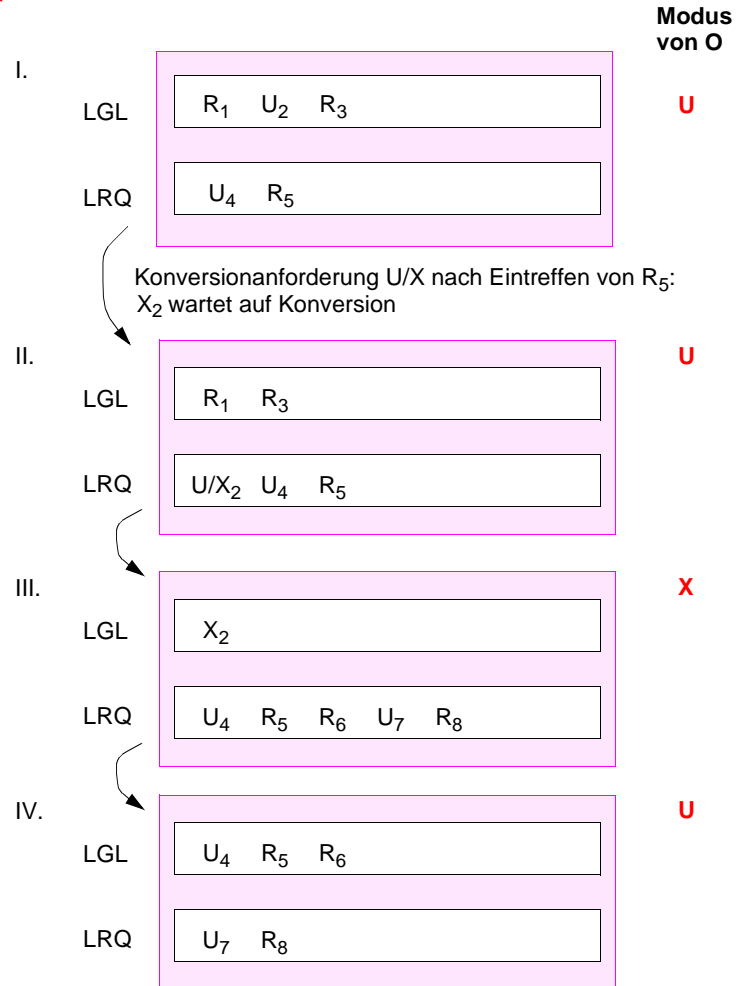 Modus
von O
I.
LGL R₁ U₂ R₃ U
LRQ U₄ R₅
Konversionanforderung U/X nach Eintreffen von R₅:
X₂ wartet auf Konversion
II. U
LGL R₁ R₃
LRQ U/X₂ U₄ R₅
III. X
LGL X₂
LRQ U₄ R₅ R₆ U₇ R₈
IV. U
LGL U₄ R₅ R₆
LRQ U₇ R₈